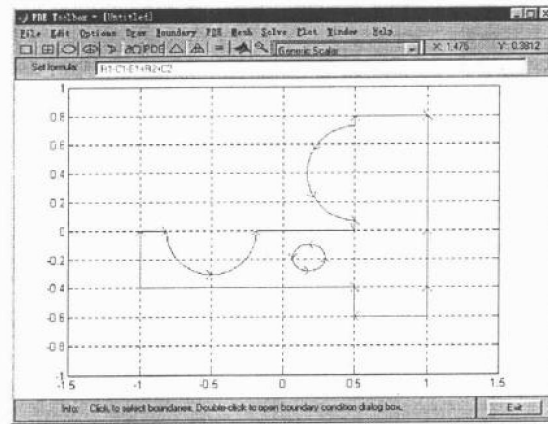 PDE Toolbox - [Untitled]
File Edit Options Draw Boundary PDE Mesh Solve Plot Window Help
PDE = Generic Scalar X: 1.475 Y: 0.3812
Set formula: R1-C1-E1+R2+C2
1
0.8
0.6
0.4
0.2
0
-0.2
-0.4
-0.6
-0.8
-1
-1.5 -1 -0.5 0 0.5 1 1.5
Info: Click to select boundaries. Double-click to open boundary condition dialog box. Exit